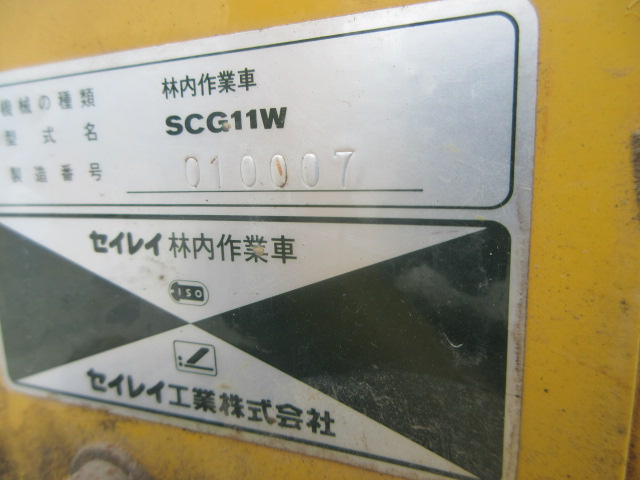 機械の種類 林内作業車
型式名 SCG11W
製造番号 010007
セイレイ 林内作業車
ISO
セイレイ工業株式会社